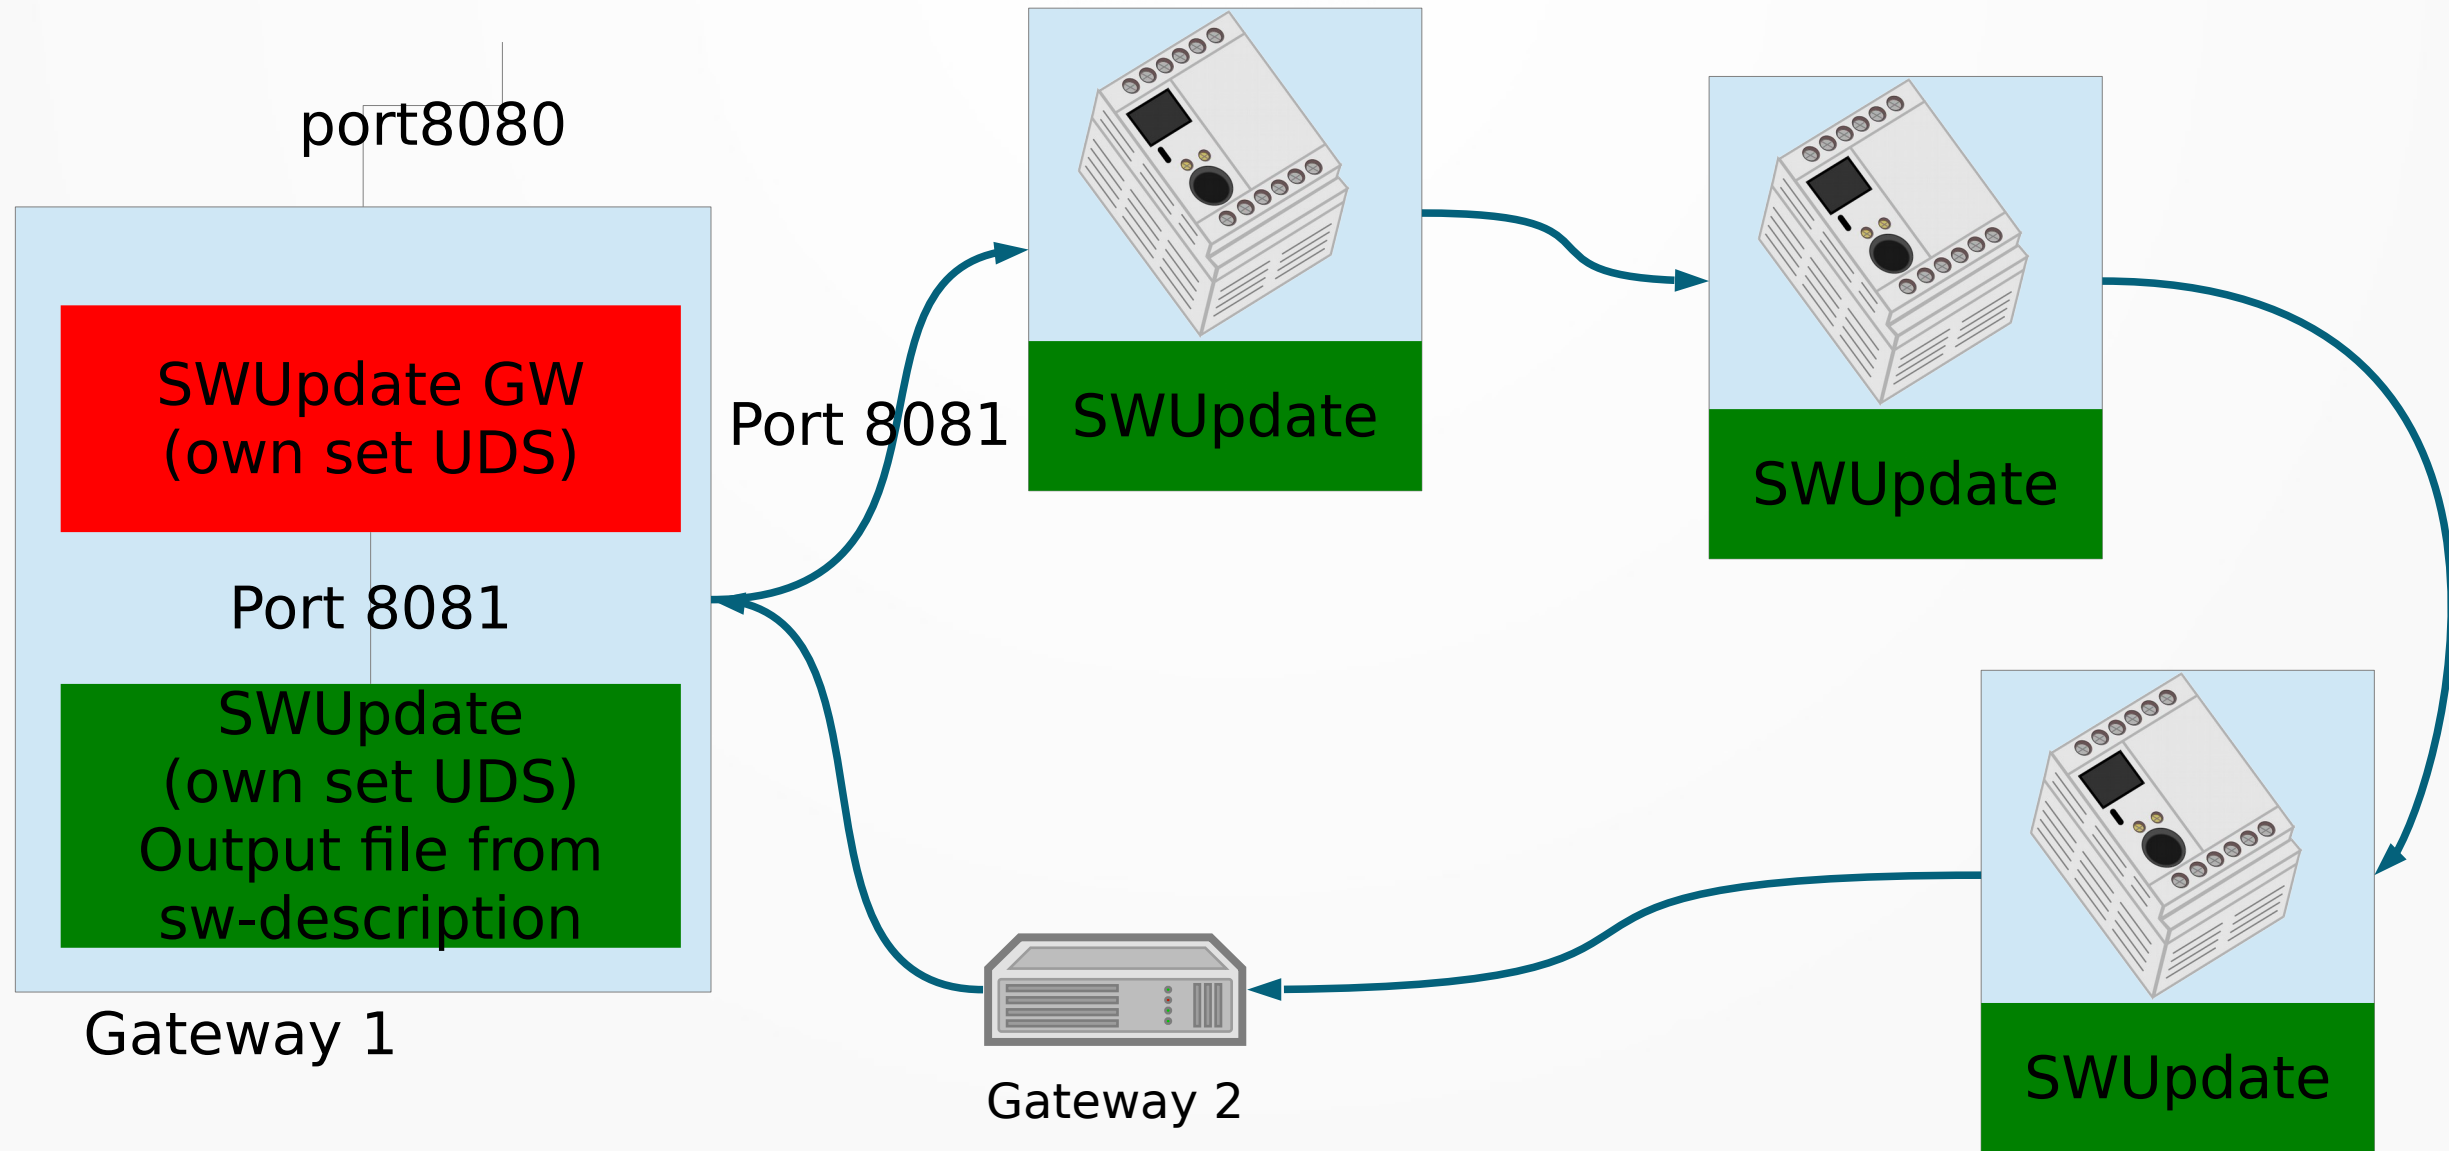 port8080
SWUpdate GW
(own set UDS)
Port 8081
SWUpdate
(own set UDS)
Output file from
sw-description
Gateway 1
Port 8081
SWUpdate
SWUpdate
SWUpdate
Gateway 2